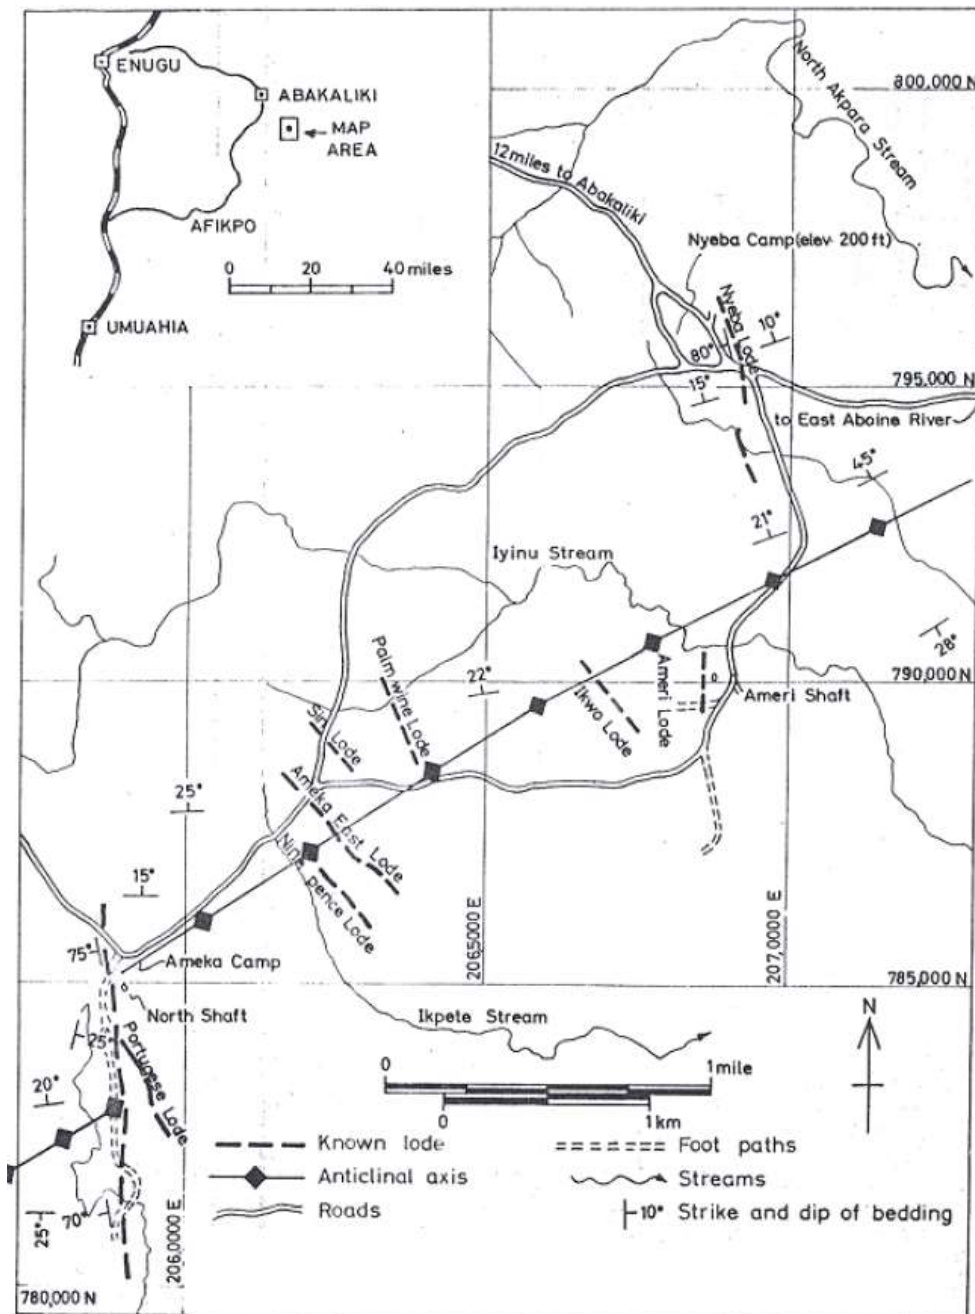 ENUGU
ABAKALIKI
MAP
AREA
AFIKPO
0 20 40 miles
UMUAHIA
North Akpara Stream
800,000 N
12 miles to Abakaliki
Nyeba Camp (elev 200 ft)
Nyeba Lode
10°
80°
15°
795,000 N
to East Aboine River
45°
21°
Iyinu Stream
28°
Palm wine Lode
22°
Ikwo Lode
Ameri Lode
790,000 N
Ameri Shaft
Ameka East Lode
25°
Nine pence Lode
15°
2065000 E
207,0000 E
75°
Ameka Camp
785,000 N
North Shaft
Ikpete Stream
N
25°
Portugese Lode
0 1 mile
0 1km
20°
Known lode
Foot paths
Anticlinal axis
Streams
Roads
10° Strike and dip of bedding
25°
70°
206,0000 E
780,000 N